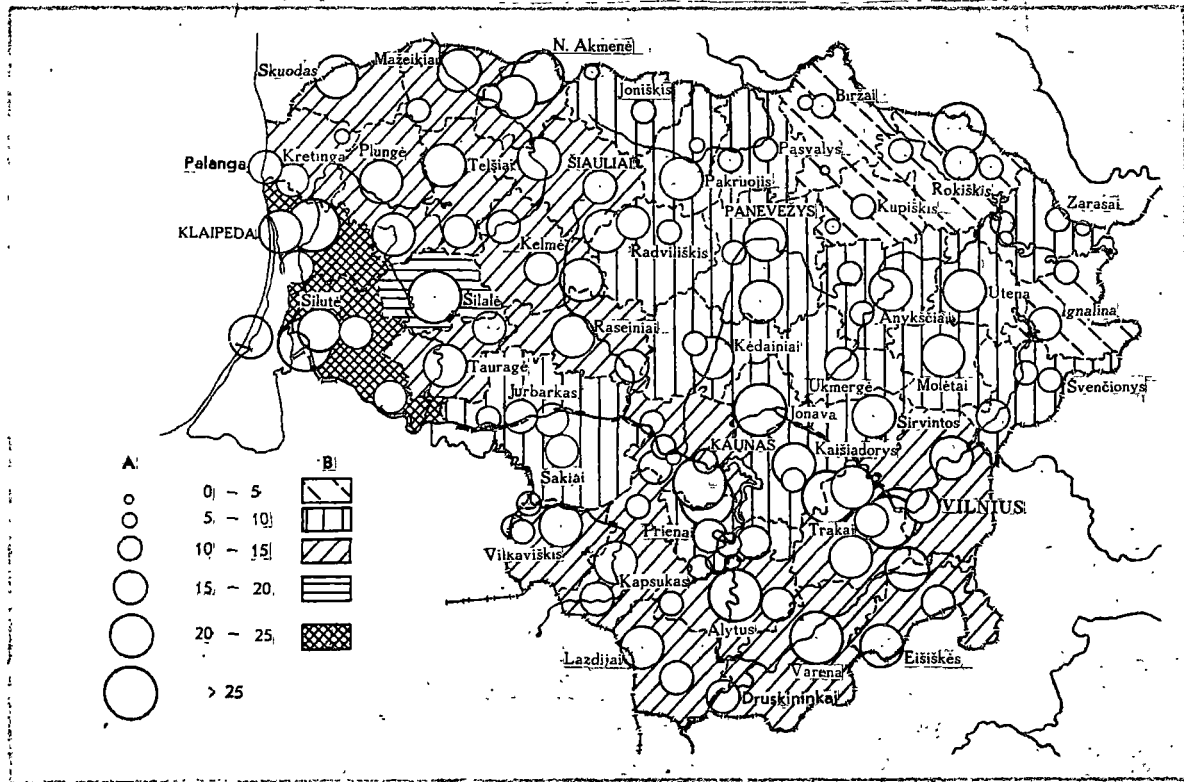 N. Akmenė
Mažeikiai
Skuodas
Joniškis
Biržai
Palanga
Kretinga
Plungė
Telšiai
ŠIAULIAI
Pakruojis
Pasvalys
Rokiškis
KLAIPĖDA
Kelmė
Radviliškis
PANEVĖŽYS
Kupiškis
Zarasai
Šilutė
Šilalė
Raseiniai
Anykščiai
Utena
Ignalina
Tauragė
Kėdainiai
Ukmergė
Molėtai
Švenčionys
Jurbarkas
Jonava
Širvintos
Šakiai
KAUNAS
Kaišiadorys
VILNIUS
Vilkaviškis
Priena
Trakai
Kapsukas
Alytus
Lazdijai
Varena
Eišiškės
Druskininkai
A B
0 – 5
5 – 10
10 – 15
15 – 20
20 – 25
> 25